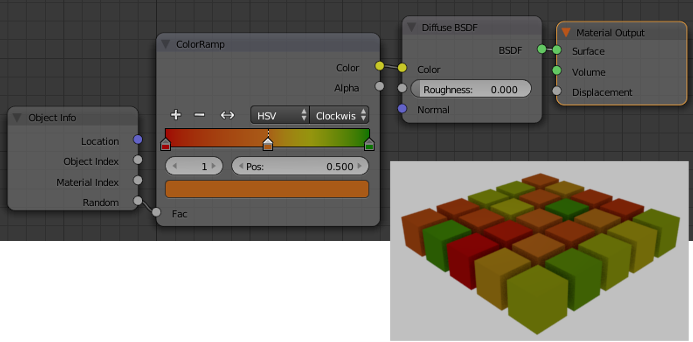 Object Info
Location
Object Index
Material Index
Random
ColorRamp
Color
Alpha
+ − ↔ HSV Clockwis
1 Pos: 0.500
Fac
Diffuse BSDF
BSDF
Color
Roughness: 0.000
Normal
Material Output
Surface
Volume
Displacement